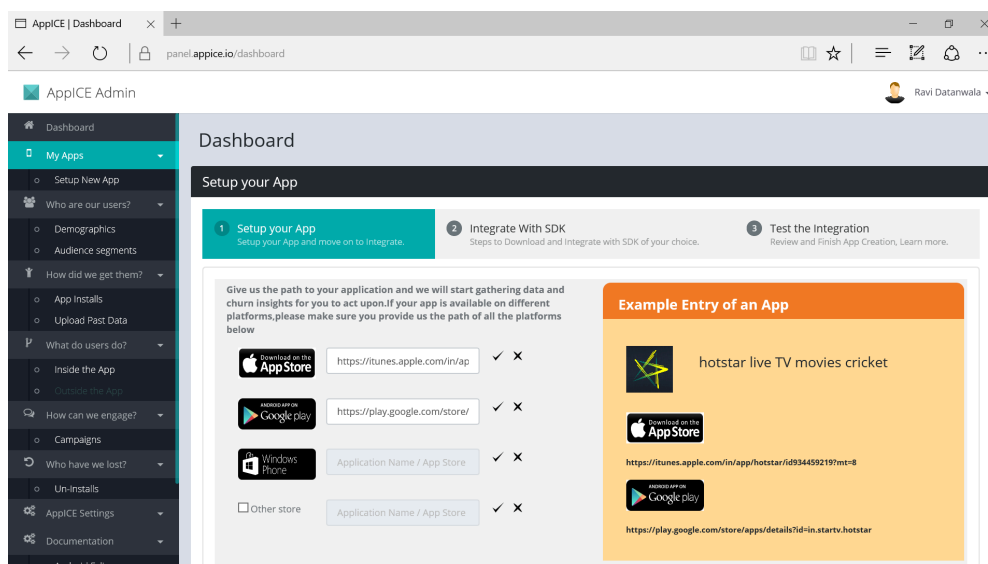 AppICE | Dashboard
panel.appice.io/dashboard
AppICE Admin
Ravi Datanwala
Dashboard
My Apps
Setup New App
Who are our users?
Demographics
Audience segments
How did we get them?
App Installs
Upload Past Data
What do users do?
Inside the App
Outside the App
How can we engage?
Campaigns
Who have we lost?
Un-Installs
AppICE Settings
Documentation
Dashboard
Setup your App
1 Setup your App
Setup your App and move on to Integrate.
2 Integrate With SDK
Steps to Download and Integrate with SDK of your choice.
3 Test the Integration
Review and Finish App Creation, Learn more.
Give us the path to your application and we will start gathering data and
churn insights for you to act upon.If your app is available on different
platforms,please make sure you provide us the path of all the platforms
below
Download on the
App Store
https://itunes.apple.com/in/ap
ANDROID APP ON
Google play
https://play.google.com/store/
Windows
Phone
Application Name / App Store
Other store
Application Name / App Store
Example Entry of an App
hotstar live TV movies cricket
Download on the
App Store
https://itunes.apple.com/in/app/hotstar/id934459219?mt=8
ANDROID APP ON
Google play
https://play.google.com/store/apps/details?id=in.startv.hotstar